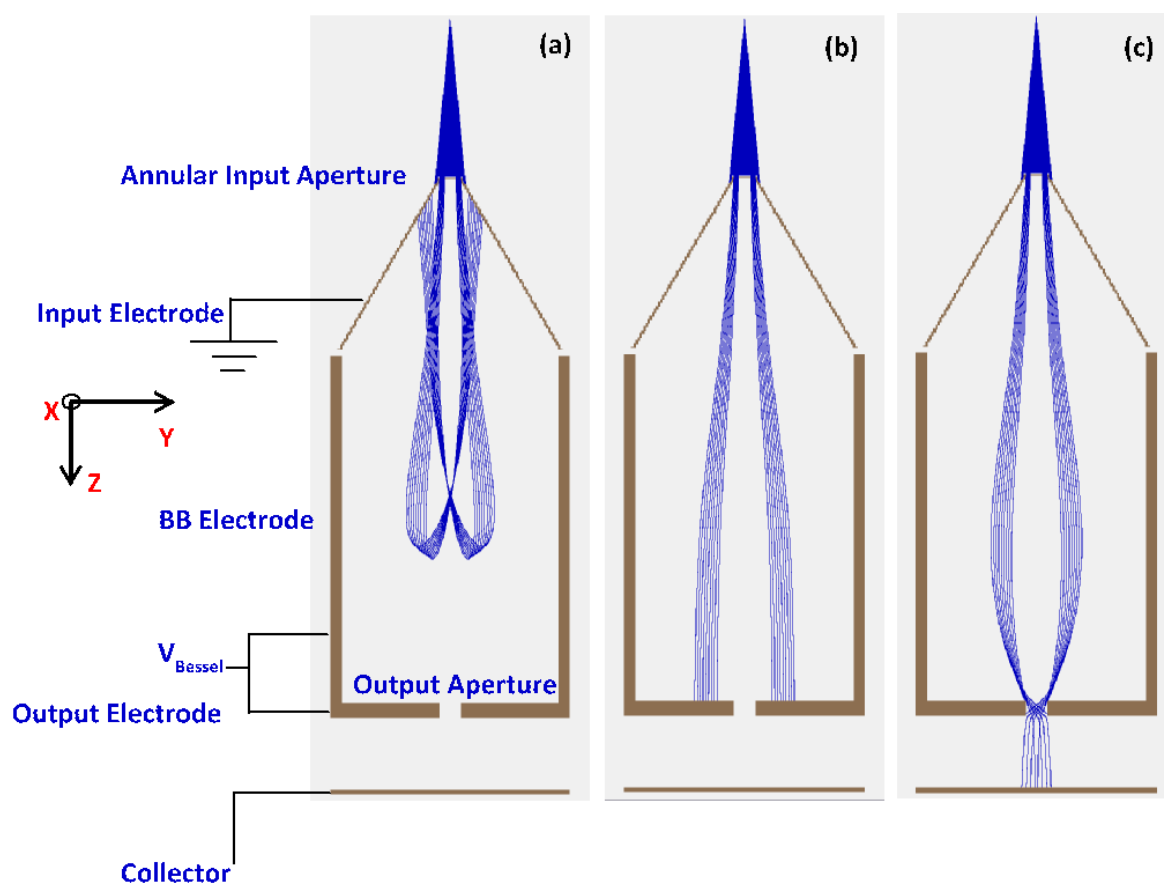 (a)
(b)
(c)
Annular Input Aperture
Input Electrode
X
Y
Z
BB Electrode
VBessel
Output Aperture
Output Electrode
Collector